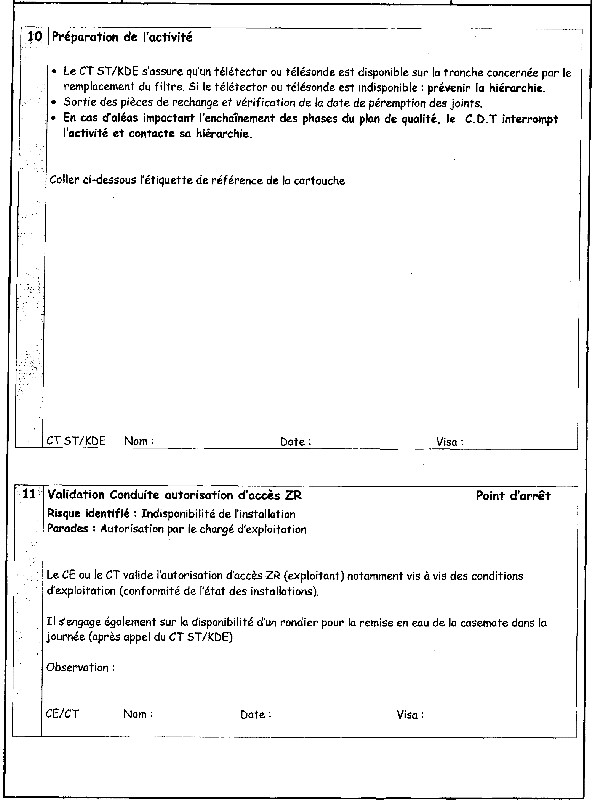 10 Préparation de l'activité
• Le CT ST/KDE s'assure qu'un télétector ou télésonde est disponible sur la tranche concernée par le
remplacement du filtre. Si le télétector ou télésonde est indisponible : prévenir la hiérarchie.
• Sortie des pièces de rechange et vérification de la date de péremption des joints.
• En cas d'aléas impactant l'enchaînement des phases du plan de qualité, le C.D.T interrompt
l'activité et contacte sa hiérarchie.
Coller ci-dessous l'étiquette de référence de la cartouche
CT ST/KDE Nom : Date : Visa :
11 Validation Conduite autorisation d'accès ZR Point d'arrêt
Risque identifié : Indisponibilité de l'installation
Parades : Autorisation par le chargé d'exploitation
Le CE ou le CT valide l'autorisation d'accès ZR (exploitant) notamment vis à vis des conditions
d'exploitation (conformité de l'état des installations).
Il s'engage également sur la disponibilité d'un rondier pour la remise en eau de la casemate dans la
journée (après appel du CT ST/KDE)
Observation :
CE/CT Nom : Date : Visa :